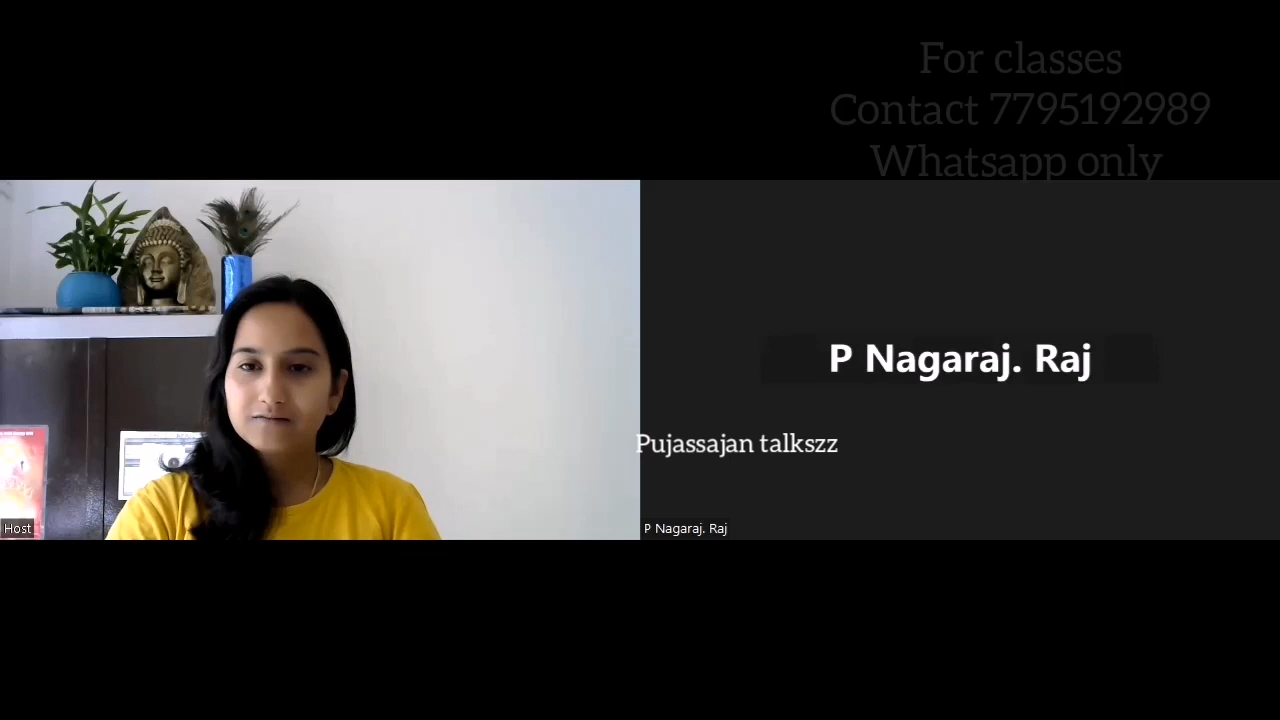 For classes
Contact 7795192989
Whatsapp only
P Nagaraj. Raj
Pujassajan talkszz
Host
P Nagaraj. Raj